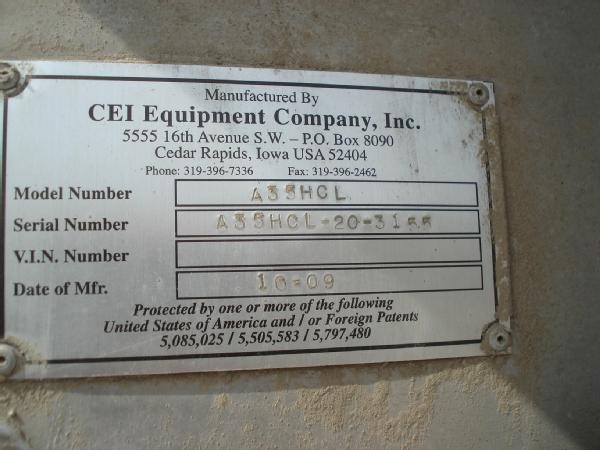 Manufactured By
CEI Equipment Company, Inc.
5555 16th Avenue S.W. – P.O. Box 8090
Cedar Rapids, Iowa USA 52404
Phone: 319-396-7336 Fax: 319-396-2462
Model Number A35HCL
Serial Number A35HCL-20-3155
V.I.N. Number
Date of Mfr. 10-09
Protected by one or more of the following
United States of America and / or Foreign Patents
5,085,025 / 5,505,583 / 5,797,480